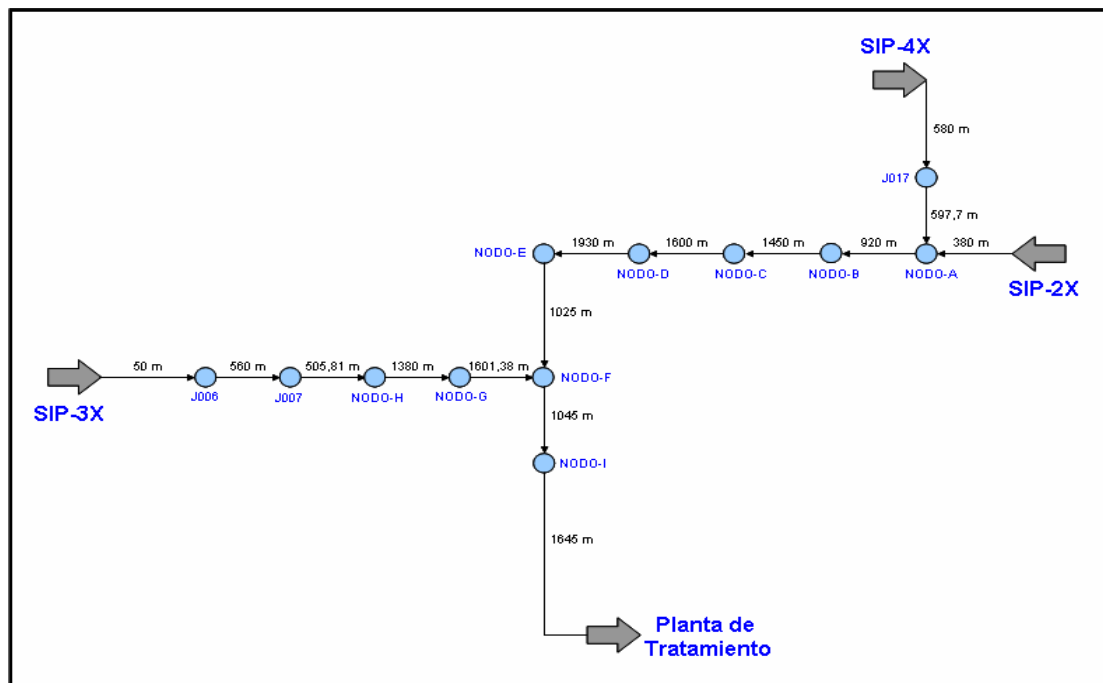 SIP-4X
580 m
J017
597,7 m
NODO-E
1930 m
1600 m
1450 m
920 m
380 m
NODO-D
NODO-C
NODO-B
NODO-A
SIP-2X
1025 m
50 m
560 m
505,81 m
1380 m
1601,38 m
NODO-F
SIP-3X
J006
J007
NODO-H
NODO-G
1045 m
NODO-I
1645 m
Planta de
Tratamiento